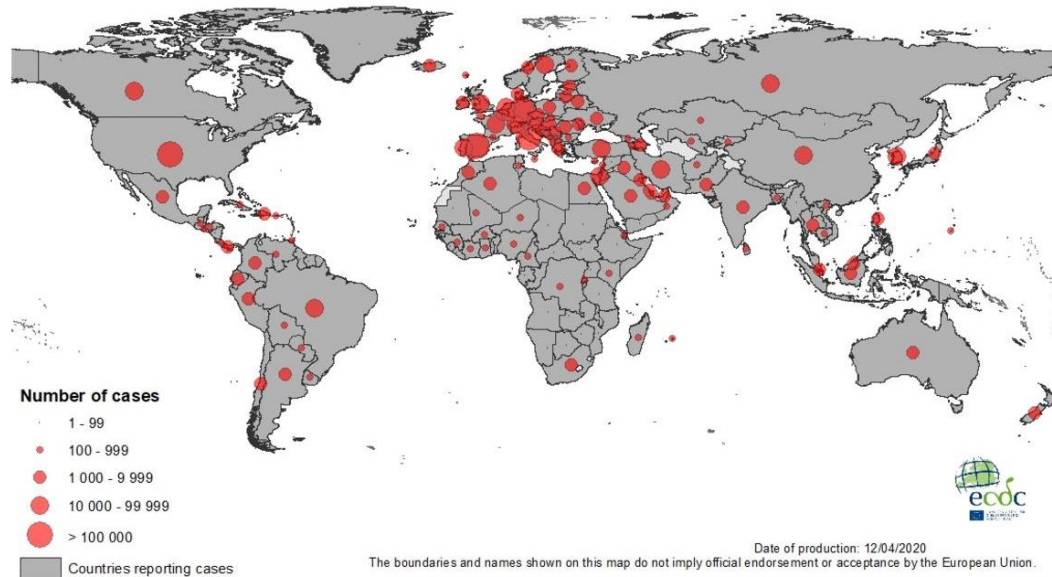 Number of cases
1 - 99
100 - 999
1 000 - 9 999
10 000 - 99 999
> 100 000
Countries reporting cases
ecdc
Date of production: 12/04/2020
The boundaries and names shown on this map do not imply official endorsement or acceptance by the European Union.